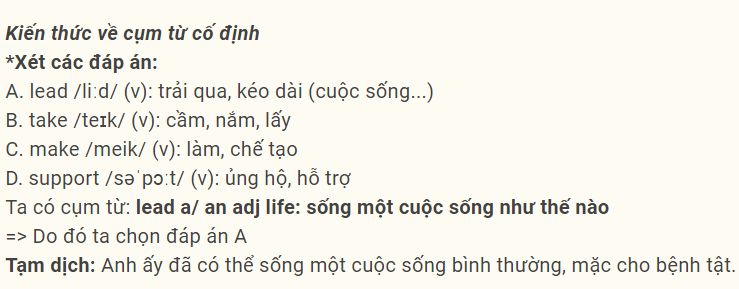 Kiến thức về cụm từ cố định
*Xét các đáp án:
A. lead /liːd/ (v): trải qua, kéo dài (cuộc sống...)
B. take /teɪk/ (v): cầm, nắm, lấy
C. make /meik/ (v): làm, chế tạo
D. support /səˈpɔːt/ (v): ủng hộ, hỗ trợ
Ta có cụm từ: lead a/ an adj life: sống một cuộc sống như thế nào
=> Do đó ta chọn đáp án A
Tạm dịch: Anh ấy đã có thể sống một cuộc sống bình thường, mặc cho bệnh tật.